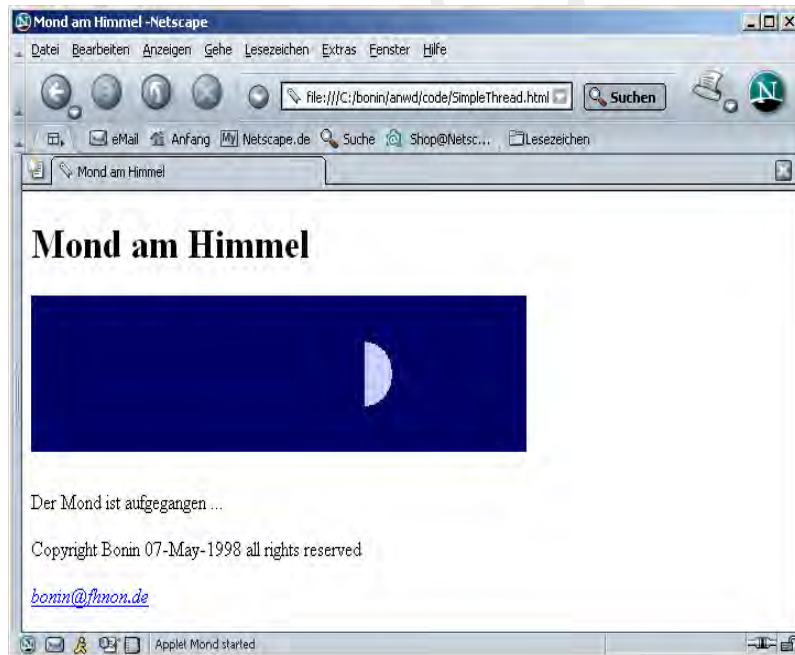 Mond am Himmel -Netscape
Datei Bearbeiten Anzeigen Gehe Lesezeichen Extras Fenster Hilfe
file:///C:/bonin/anwd/code/SimpleThread.html Suchen N
eMail Anfang My Netscape.de Suche Shop@Netsc... Lesezeichen
Mond am Himmel
Mond am Himmel
Der Mond ist aufgegangen ...
Copyright Bonin 07-May-1998 all rights reserved
bonin@fhnon.de
Applet Mond started